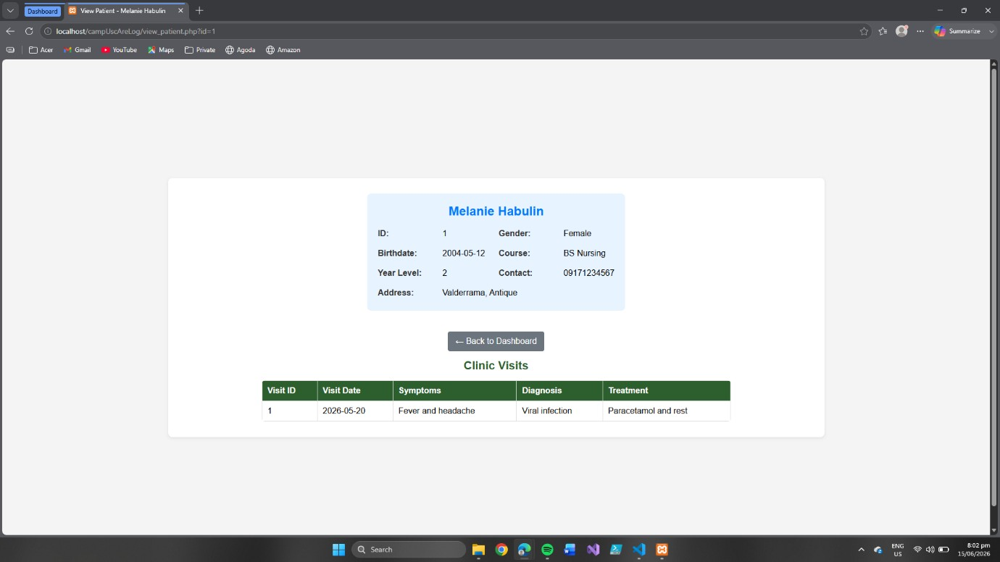 Dashboard
View Patient - Melanie Habulin
localhost/campUscAreLog/view_patient.php?id=1
Summarize
Acer
Gmail
YouTube
Maps
Private
Agoda
Amazon
Melanie Habulin
ID: 1 Gender: Female
Birthdate: 2004-05-12 Course: BS Nursing
Year Level: 2 Contact: 09171234567
Address: Valderrama, Antique
← Back to Dashboard
Clinic Visits
Visit ID Visit Date Symptoms Diagnosis Treatment
1 2026-05-20 Fever and headache Viral infection Paracetamol and rest
Search
ENG
US
8:02 pm
15/06/2026